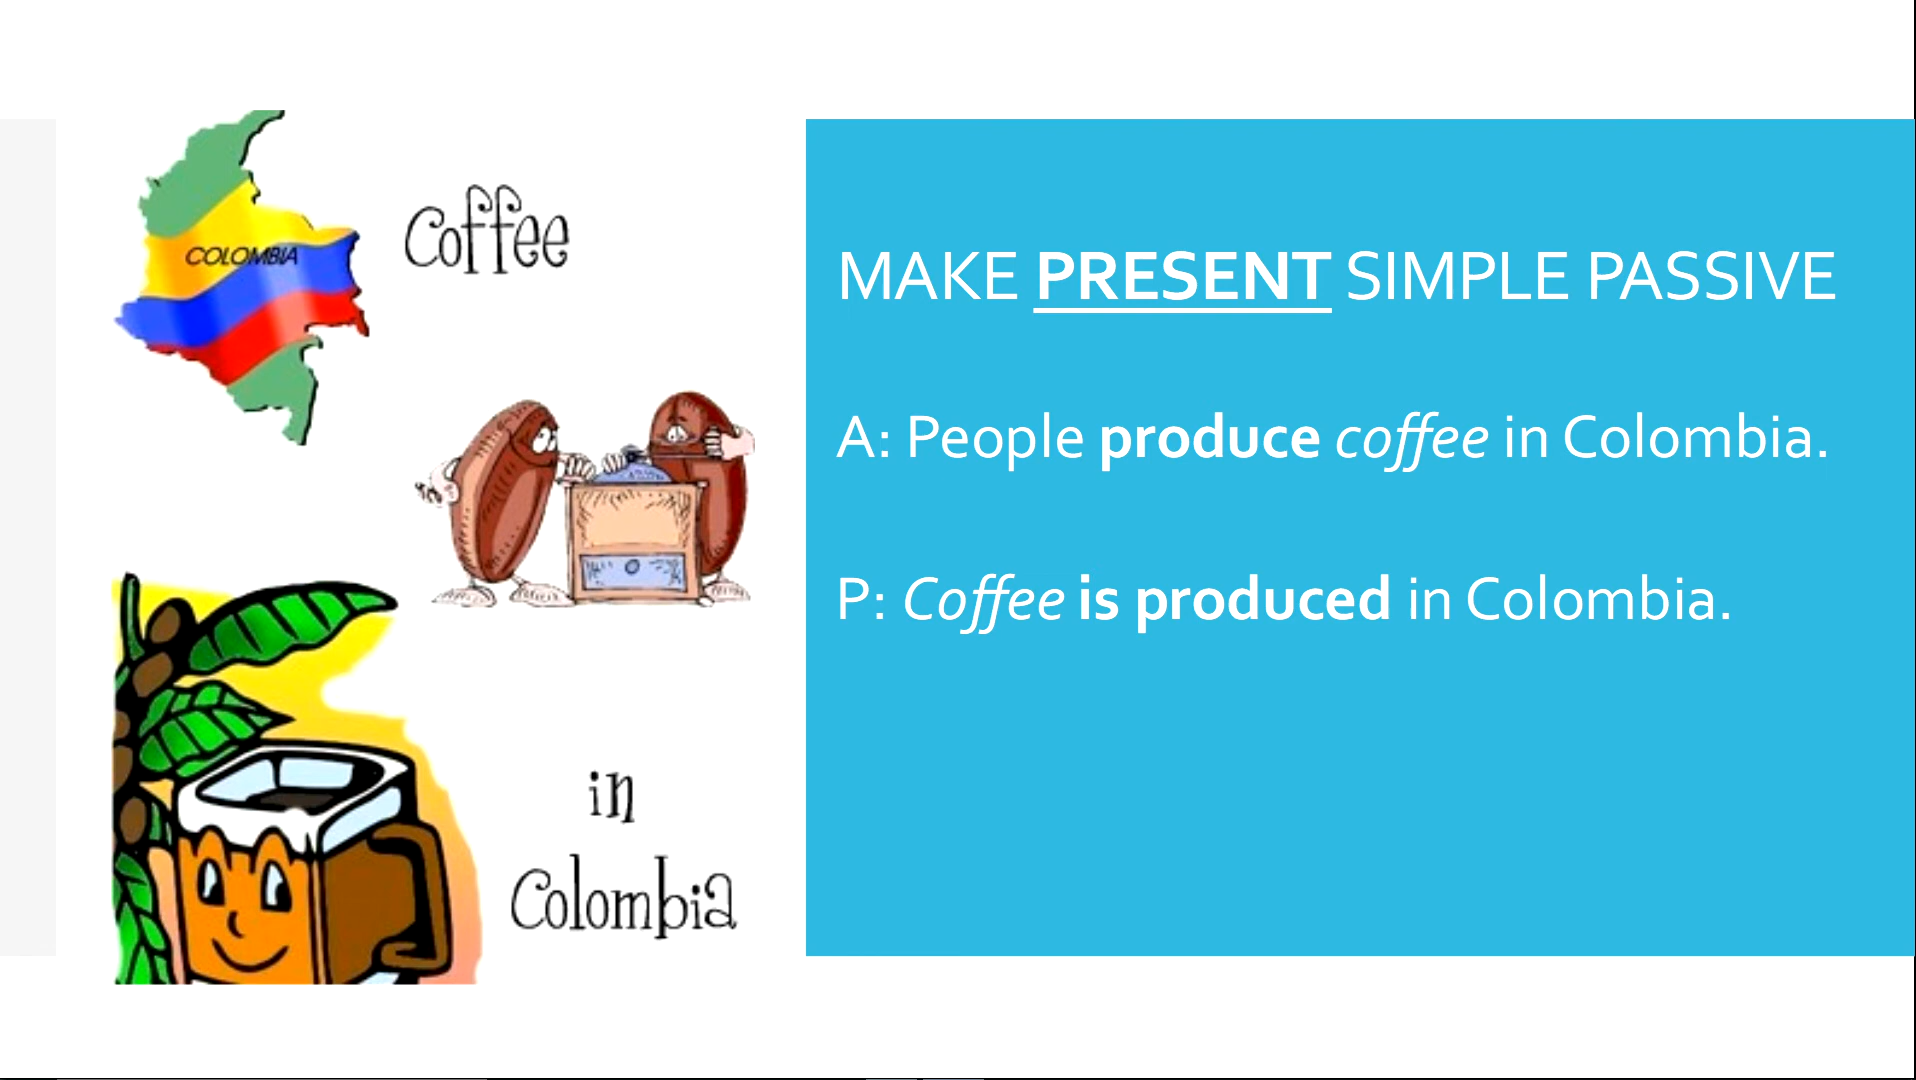 COLOMBIA
Coffee
in
Colombia
MAKE PRESENT SIMPLE PASSIVE
A: People produce coffee in Colombia.
P: Coffee is produced in Colombia.